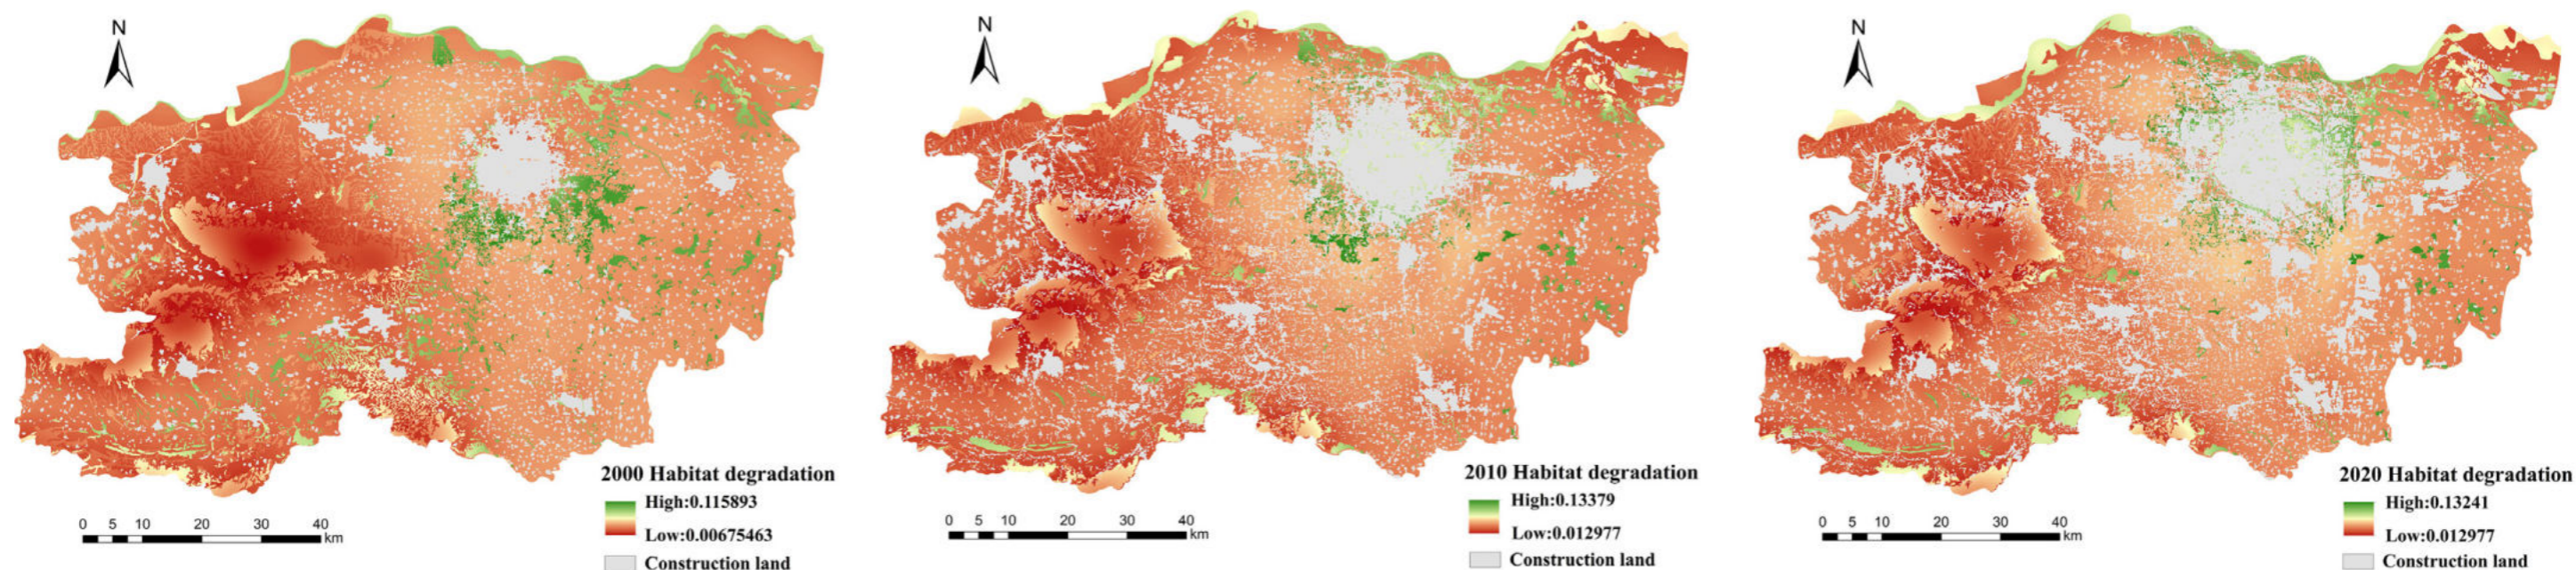 N
2000 Habitat degradation
High:0.115893
Low:0.00675463
Construction land
0 5 10 20 30 40
km
N
2010 Habitat degradation
High:0.13379
Low:0.012977
Construction land
0 5 10 20 30 40
km
N
2020 Habitat degradation
High:0.13241
Low:0.012977
Construction land
0 5 10 20 30 40
km